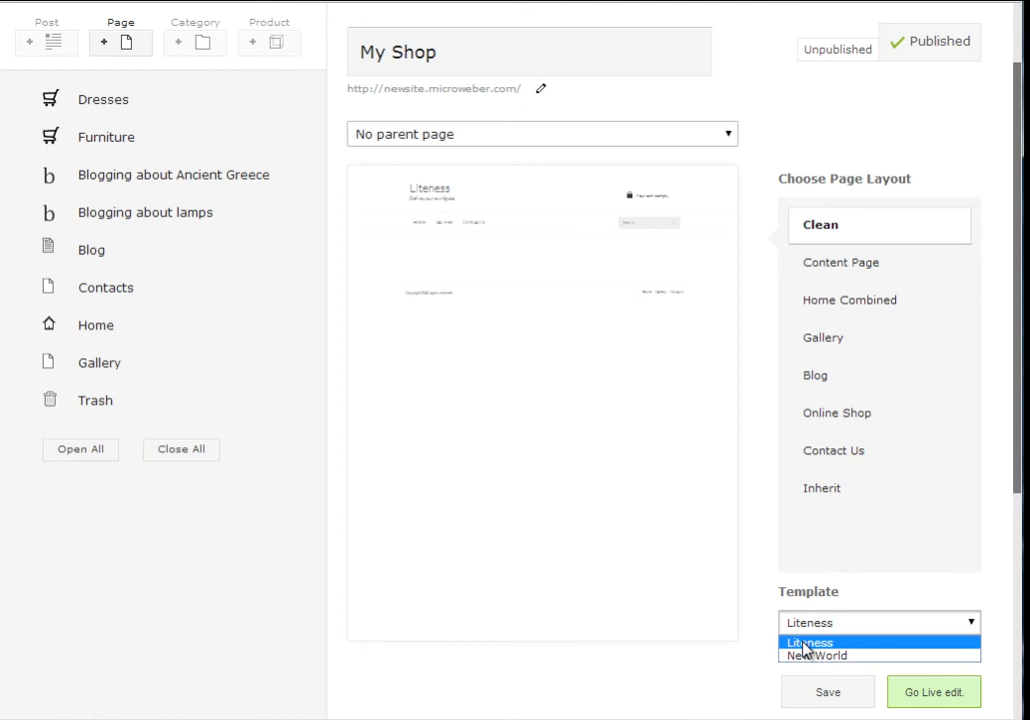 Post
Page
Category
Product
+
+
+
+
Dresses
Furniture
b Blogging about Ancient Greece
b Blogging about lamps
Blog
Contacts
Home
Gallery
Trash
Open All
Close All
My Shop
Unpublished
Published
http://newsite.microweber.com/
No parent page
Liteness
Search
Choose Page Layout
Clean
Content Page
Home Combined
Gallery
Blog
Online Shop
Contact Us
Inherit
Template
Liteness
Liteness
New World
Save
Go Live edit.